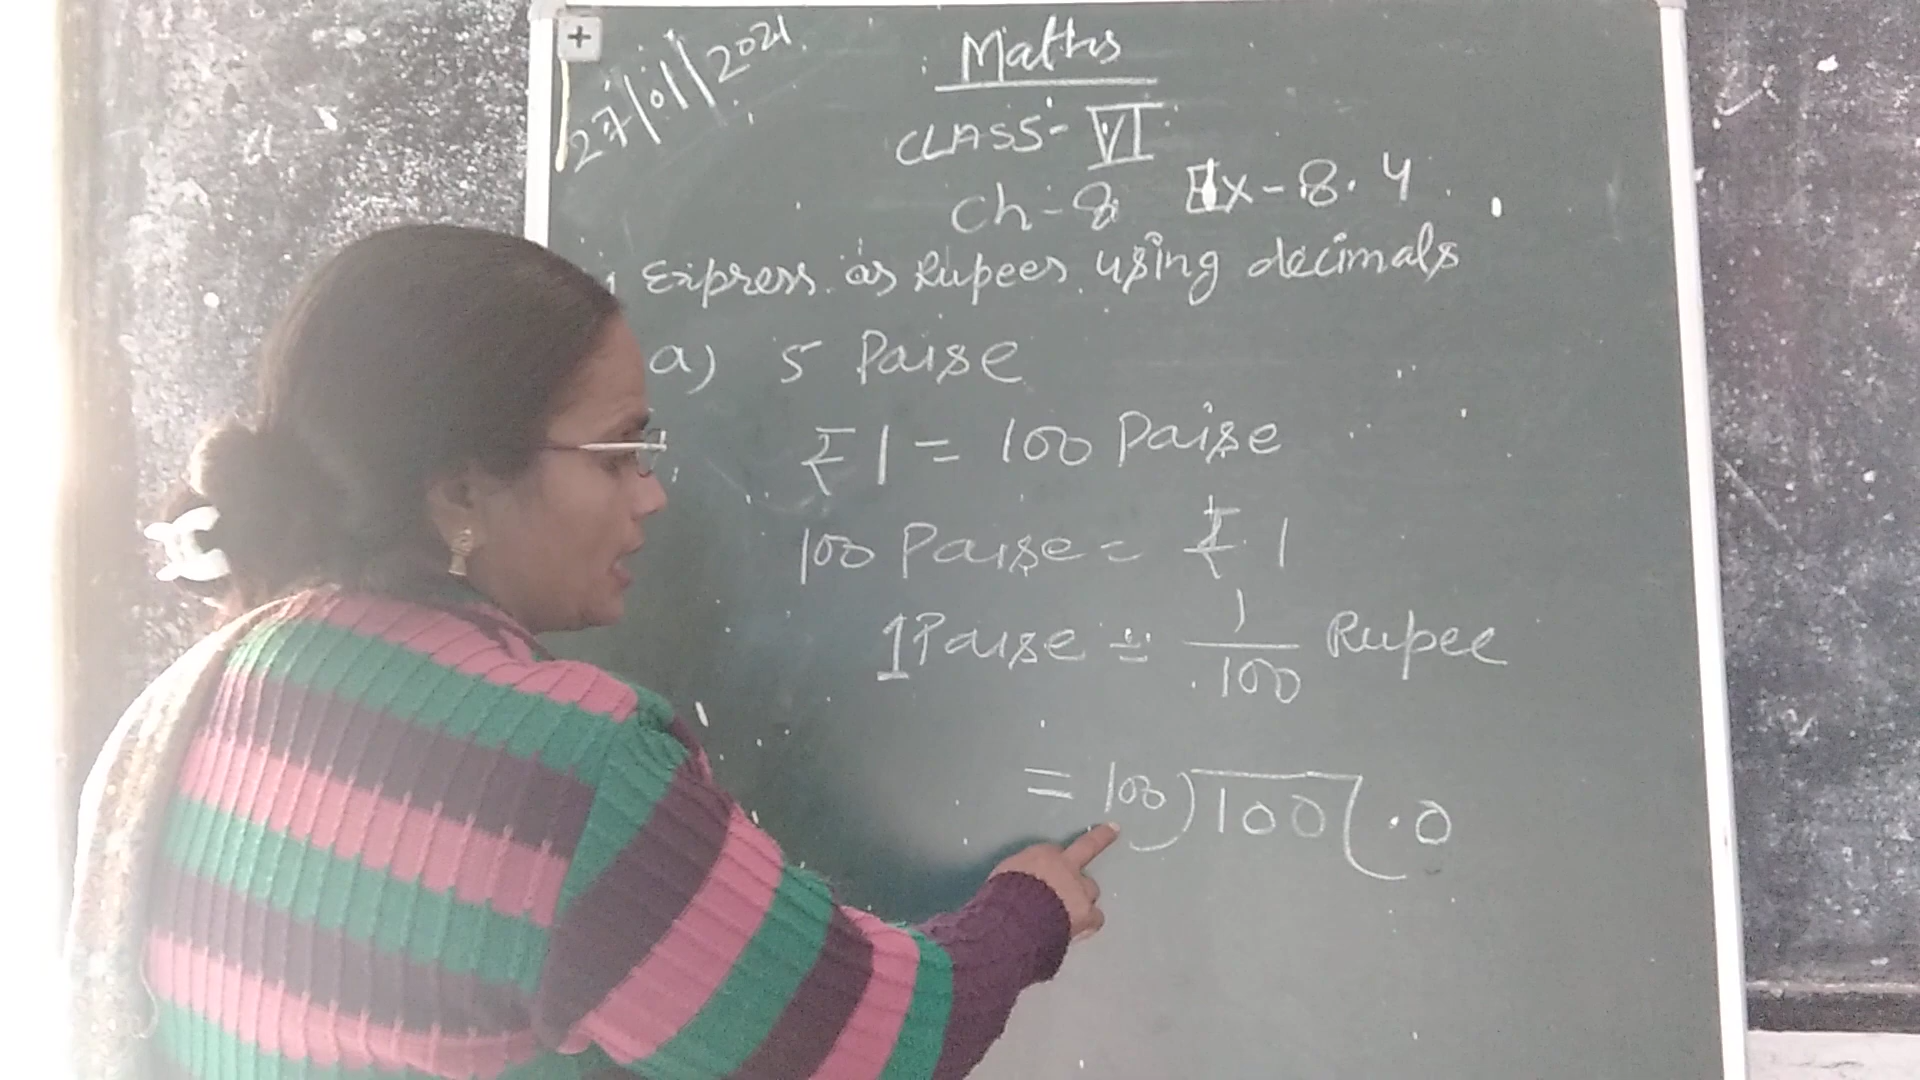 27/01/2021
Maths
CLASS- VI
Ch-8 Ex-8.4
Express as Rupees using decimals
a) 5 Paise
₹ 1 = 100 Paise
100 Paise = ₹ 1
1 Paise = 1/100 Rupee
= 100)100(.0